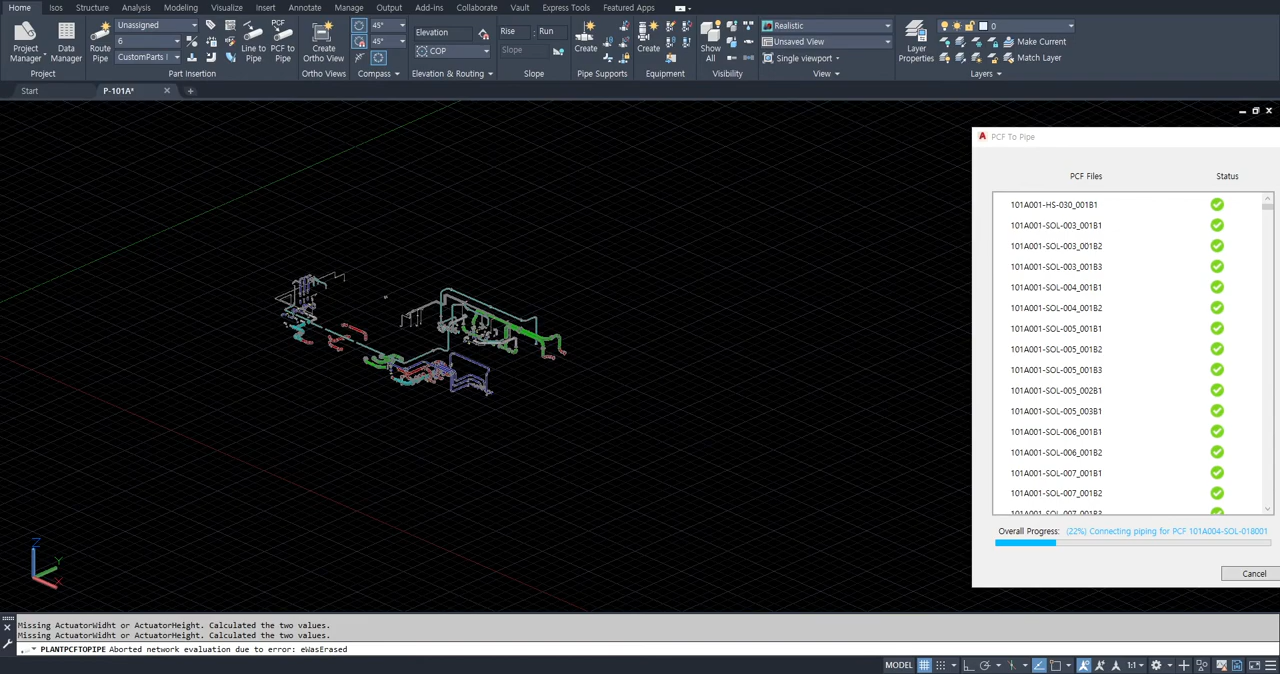 Home Isos Structure Analysis Modeling Visualize Insert Annotate Manage Output Add-ins Collaborate Vault Express Tools Featured Apps
Project Manager Data Manager
Project
Route Pipe
Unassigned
6
CustomParts
Line to Pipe PCF to Pipe
Part Insertion
Create Ortho View
Ortho Views
45°
45°
Compass
Elevation
COP
Elevation & Routing
Rise Run
Slope
Slope
Create
Pipe Supports
Create
Equipment
Show All
Visibility
Realistic
Unsaved View
Single viewport
View
Layer Properties
0
Make Current
Match Layer
Layers
Start P-101A*
PCF To Pipe
PCF Files Status
101A001-HS-030_001B1
101A001-SOL-003_001B1
101A001-SOL-003_001B2
101A001-SOL-003_001B3
101A001-SOL-004_001B1
101A001-SOL-004_001B2
101A001-SOL-005_001B1
101A001-SOL-005_001B2
101A001-SOL-005_001B3
101A001-SOL-005_002B1
101A001-SOL-005_003B1
101A001-SOL-006_001B1
101A001-SOL-006_001B2
101A001-SOL-007_001B1
101A001-SOL-007_001B2
101A001-SOL-007_001B3
Overall Progress: (22%) Connecting piping for PCF 101A004-SOL-018001
Cancel
Z
Y
X
Missing ActuatorWidht or ActuatorHeight. Calculated the two values.
Missing ActuatorWidht or ActuatorHeight. Calculated the two values.
PLANTPCFTOPIPE Aborted network evaluation due to error: eWasErased
MODEL 1:1